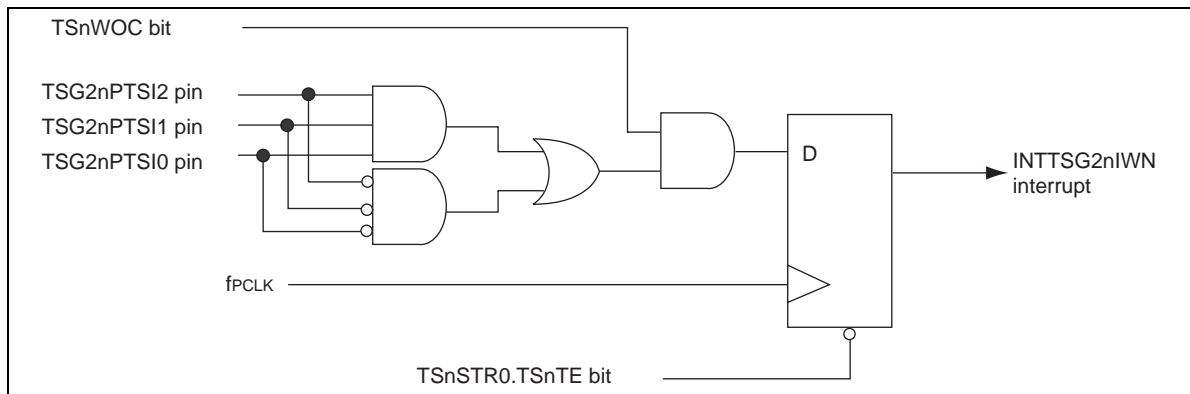 TSnWOC bit
TSG2nPTSI2 pin
TSG2nPTSI1 pin
TSG2nPTSI0 pin
D
INTTSG2nIWN
interrupt
fPCLK
TSnSTR0.TSnTE bit